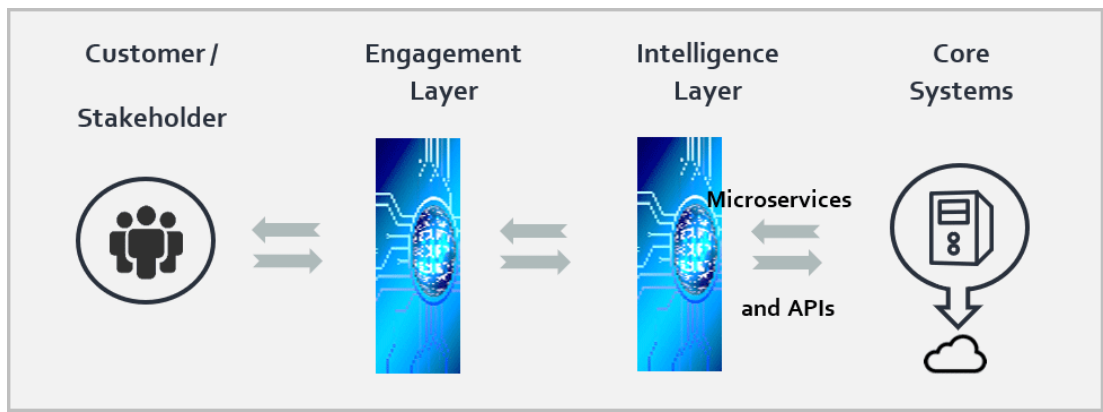 Customer /
Stakeholder
Engagement
Layer
Intelligence
Layer
Core
Systems
Microservices
and APIs